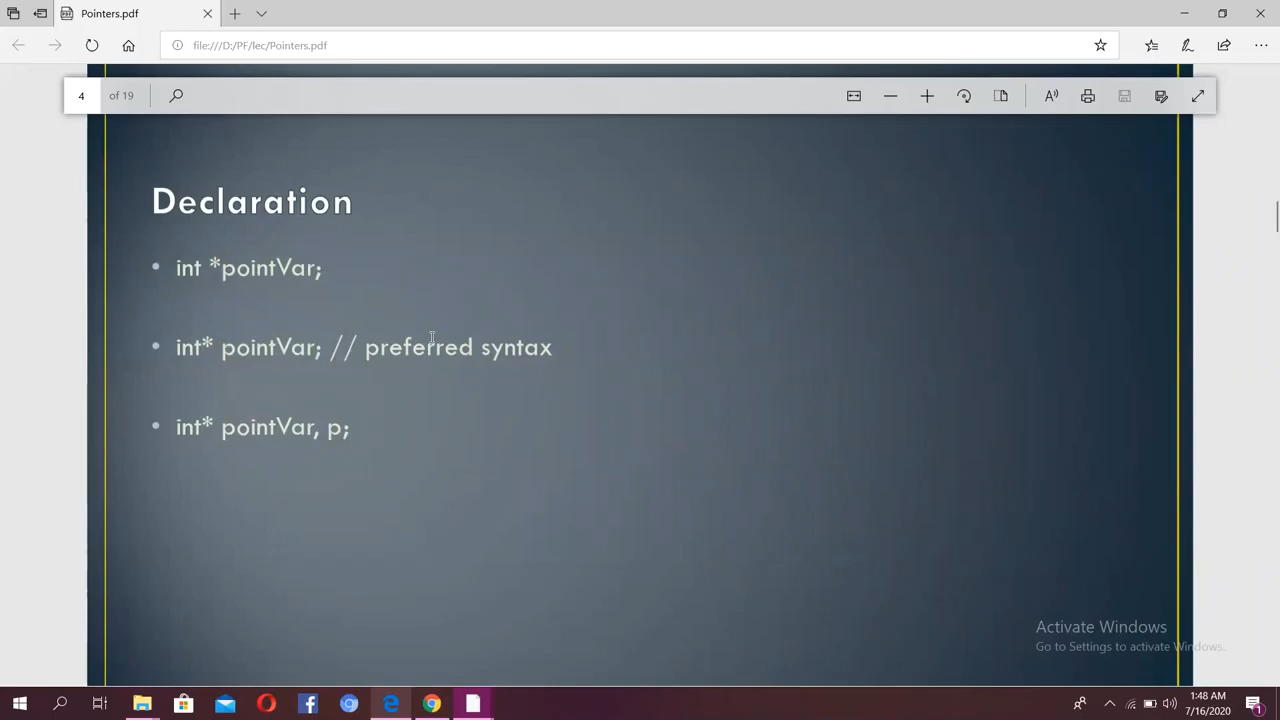 Pointers.pdf
file:///D:/PF/lec/Pointers.pdf
4 of 19
Declaration
• int *pointVar;
• int* pointVar; // preferred syntax
• int* pointVar, p;
Activate Windows
Go to Settings to activate Windows.
1:48 AM
7/16/2020
1